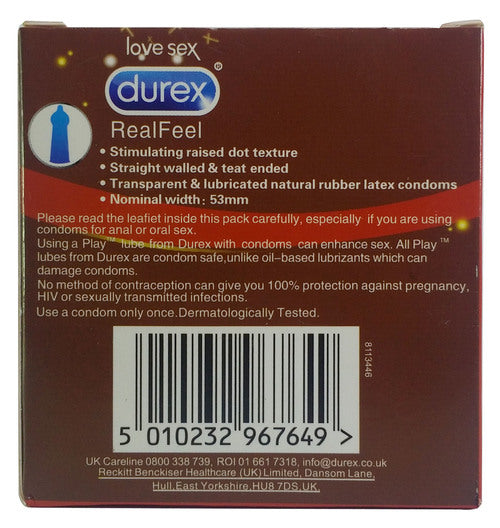 love sex
durex
RealFeel
• Stimulating raised dot texture
• Straight walled & teat ended
• Transparent & lubricated natural rubber latex condoms
• Nominal width: 53mm
Please read the leafiet inside this pack carefully, especially if you are using
condoms for anal or oral sex.
Using a Play™ lube from Durex with condoms can enhance sex. All Play™
lubes from Durex are condom safe,unlike oil-based lubrizants which can
damage condoms.
No method of contraception can give you 100% protection against pregnancy,
HIV or sexually transmitted infections.
Use a condom only once.Dermatologically Tested.
8113446
5 010232 967649 >
UK Careline 0800 338 739, ROI 01 661 7318, info@durex.co.uk
Reckitt Benckiser Healthcare (UK) Limited, Dansom Lane,
Hull,East Yorkshire,HU8 7DS,UK,